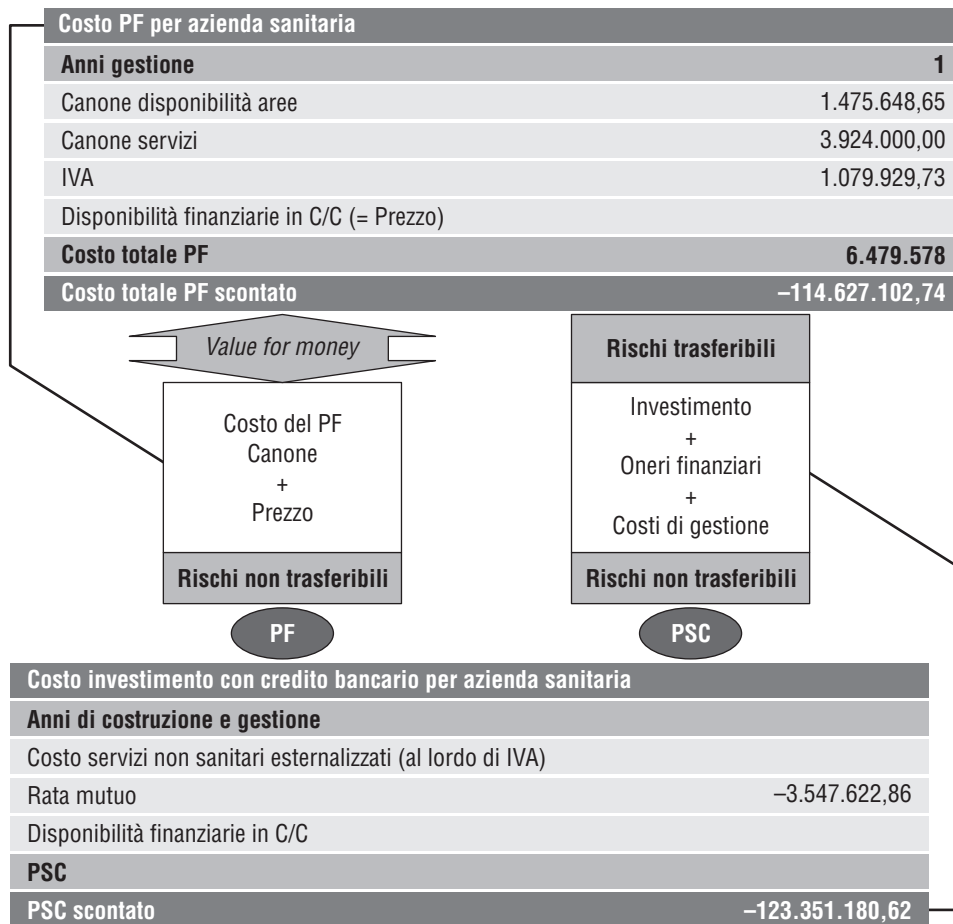 Costo PF per azienda sanitaria
Anni gestione 1
Canone disponibilità aree 1.475.648,65
Canone servizi 3.924.000,00
IVA 1.079.929,73
Disponibilità finanziarie in C/C (= Prezzo)
Costo totale PF 6.479.578
Costo totale PF scontato –114.627.102,74
Value for money
Costo del PF
Canone
+
Prezzo
Rischi non trasferibili
PF
Rischi trasferibili
Investimento
+
Oneri finanziari
+
Costi di gestione
Rischi non trasferibili
PSC
Costo investimento con credito bancario per azienda sanitaria
Anni di costruzione e gestione
Costo servizi non sanitari esternalizzati (al lordo di IVA)
Rata mutuo –3.547.622,86
Disponibilità finanziarie in C/C
PSC
PSC scontato –123.351.180,62